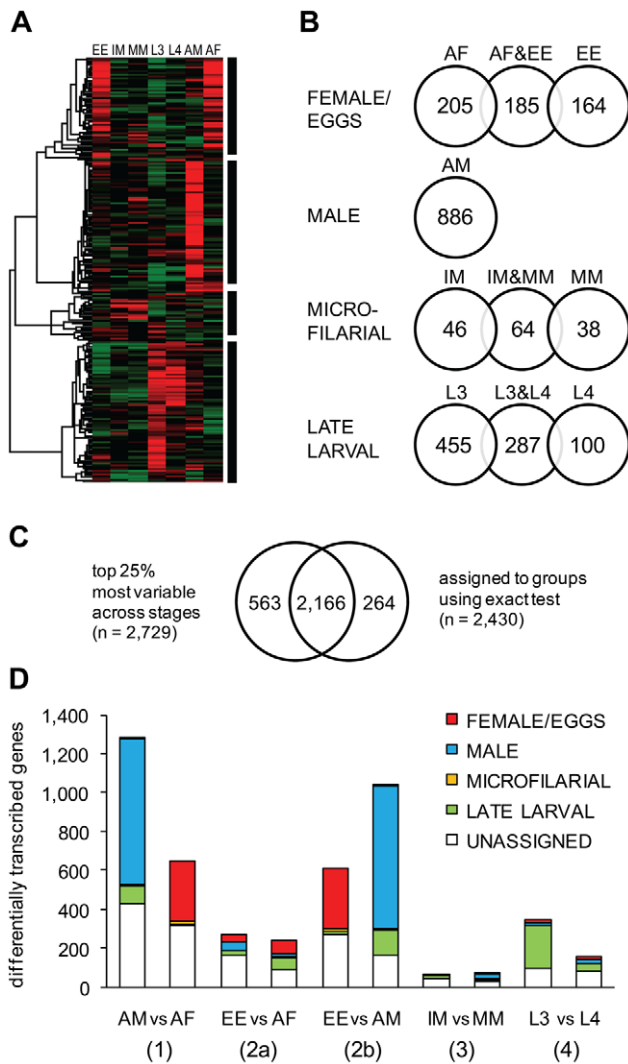 A
EE IM MM L3 L4 AM AF
B
AF AF&EE EE
FEMALE/
EGGS
205 185 164
AM
MALE
886
IM IM&MM MM
MICRO-
FILARIAL
46 64 38
L3 L3&L4 L4
LATE
LARVAL
455 287 100
C
top 25%
most variable
across stages
(n = 2,729)
563 2,166 264
assigned to groups
using exact test
(n = 2,430)
D
differentially transcribed genes
1,400
1,200
1,000
800
600
400
200
0
FEMALE/EGGS
MALE
MICROFILARIAL
LATE LARVAL
UNASSIGNED
AM vs AF EE vs AF EE vs AM IM vs MM L3 vs L4
(1) (2a) (2b) (3) (4)